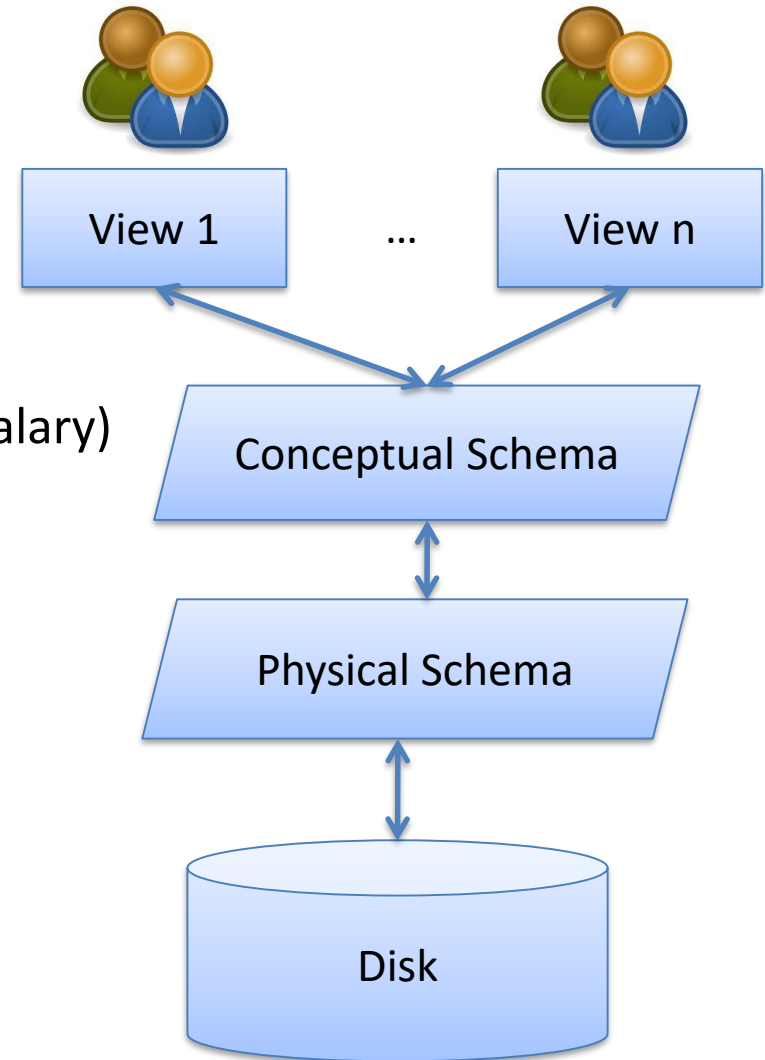 View 1
...
View n
alary)
Conceptual Schema
Physical Schema
Disk